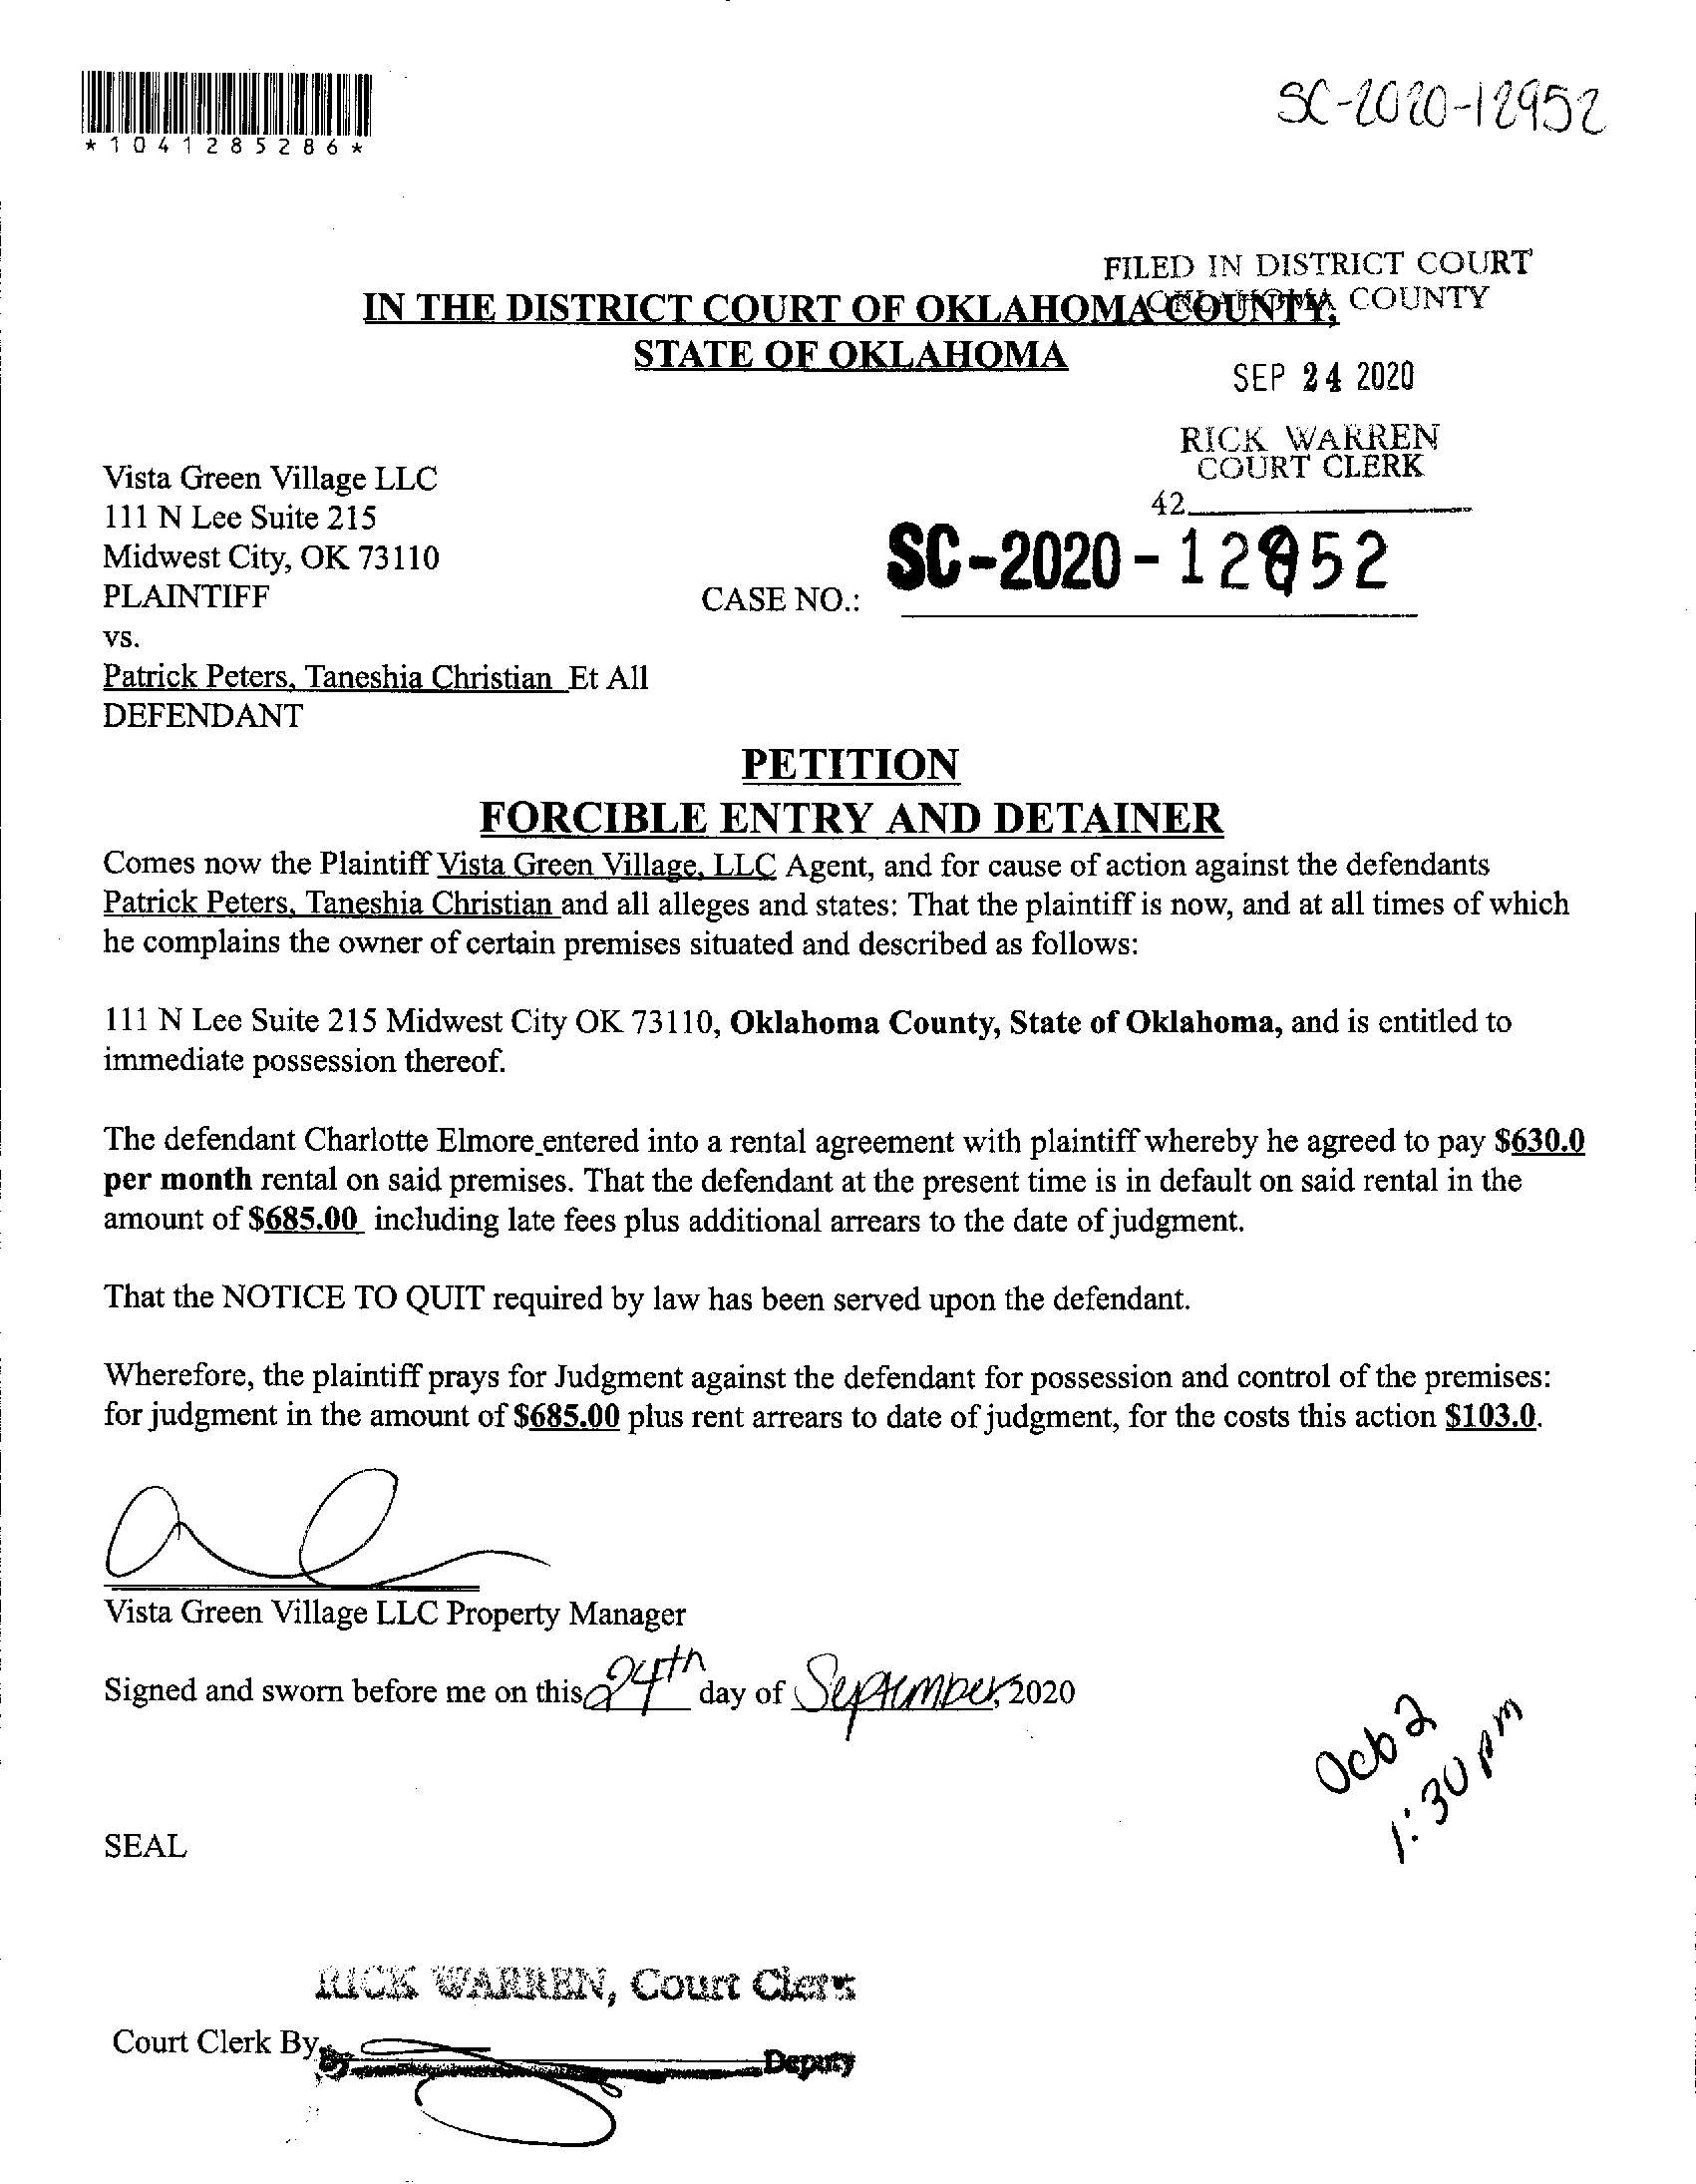 *1041285286*
SC-2020-12952
FILED IN DISTRICT COURT
OKLAHOMA COUNTY
IN THE DISTRICT COURT OF OKLAHOMA COUNTY,
STATE OF OKLAHOMA
SEP 24 2020
RICK WARREN
COURT CLERK
42
Vista Green Village LLC
111 N Lee Suite 215
Midwest City, OK 73110
PLAINTIFF
CASE NO.: SC-2020-12952
vs.
Patrick Peters, Taneshia Christian Et All
DEFENDANT
PETITION
FORCIBLE ENTRY AND DETAINER
Comes now the Plaintiff Vista Green Village, LLC Agent, and for cause of action against the defendants
Patrick Peters, Taneshia Christian and all alleges and states: That the plaintiff is now, and at all times of which
he complains the owner of certain premises situated and described as follows:
111 N Lee Suite 215 Midwest City OK 73110, Oklahoma County, State of Oklahoma, and is entitled to
immediate possession thereof.
The defendant Charlotte Elmore entered into a rental agreement with plaintiff whereby he agreed to pay $630.0
per month rental on said premises. That the defendant at the present time is in default on said rental in the
amount of $685.00 including late fees plus additional arrears to the date of judgment.
That the NOTICE TO QUIT required by law has been served upon the defendant.
Wherefore, the plaintiff prays for Judgment against the defendant for possession and control of the premises:
for judgment in the amount of $685.00 plus rent arrears to date of judgment, for the costs this action $103.0.
Vista Green Village LLC Property Manager
Signed and sworn before me on this 24th day of September, 2020
Oct 2
1:30 pm
SEAL
RICK WARREN, Court Clerk
Court Clerk By
By Deputy